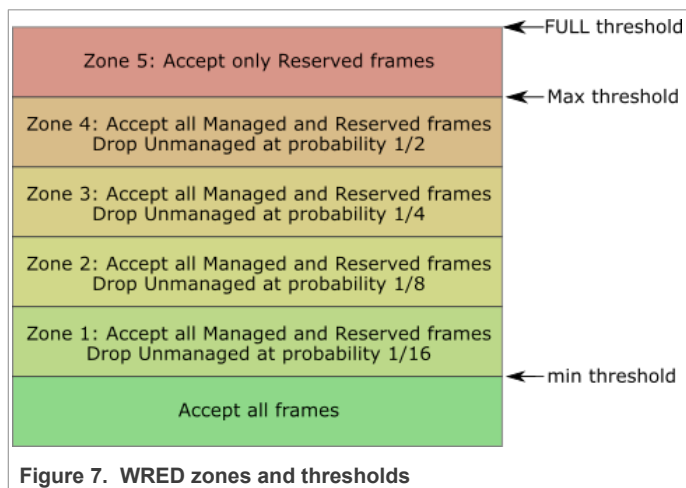 FULL threshold
Zone 5: Accept only Reserved frames
Max threshold
Zone 4: Accept all Managed and Reserved frames
Drop Unmanaged at probability 1/2
Zone 3: Accept all Managed and Reserved frames
Drop Unmanaged at probability 1/4
Zone 2: Accept all Managed and Reserved frames
Drop Unmanaged at probability 1/8
Zone 1: Accept all Managed and Reserved frames
Drop Unmanaged at probability 1/16
min threshold
Accept all frames
Figure 7. WRED zones and thresholds